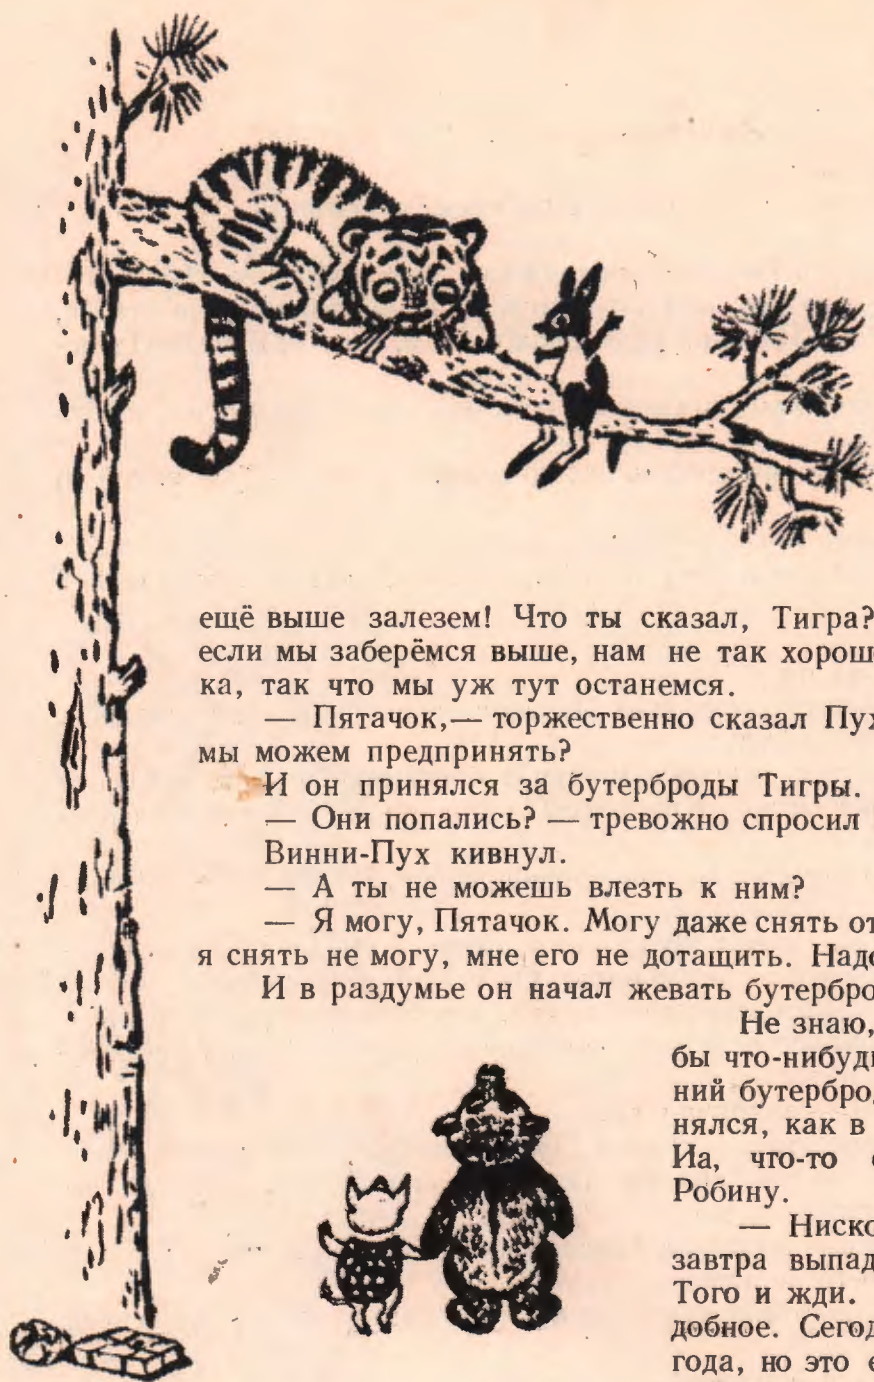 ещё выше залезем! Что ты сказал, Тигра?
если мы заберёмся выше, нам не так хорош
ка, так что мы уж тут останемся.
— Пятачок,— торжественно сказал Пух
мы можем предпринять?
И он принялся за бутерброды Тигры.
— Они попались? — тревожно спросил
Винни-Пух кивнул.
— А ты не можешь влезть к ним?
— Я могу, Пятачок. Могу даже снять от
я снять не могу, мне его не дотащить. Надо
И в раздумье он начал жевать бутербро
Не знаю,
бы что-нибудь
ний бутербро
нялся, как в
Иа, что-то
Робину.
— Ниско
завтра выпад
Того и жди.
добное. Сегод
года, но это е